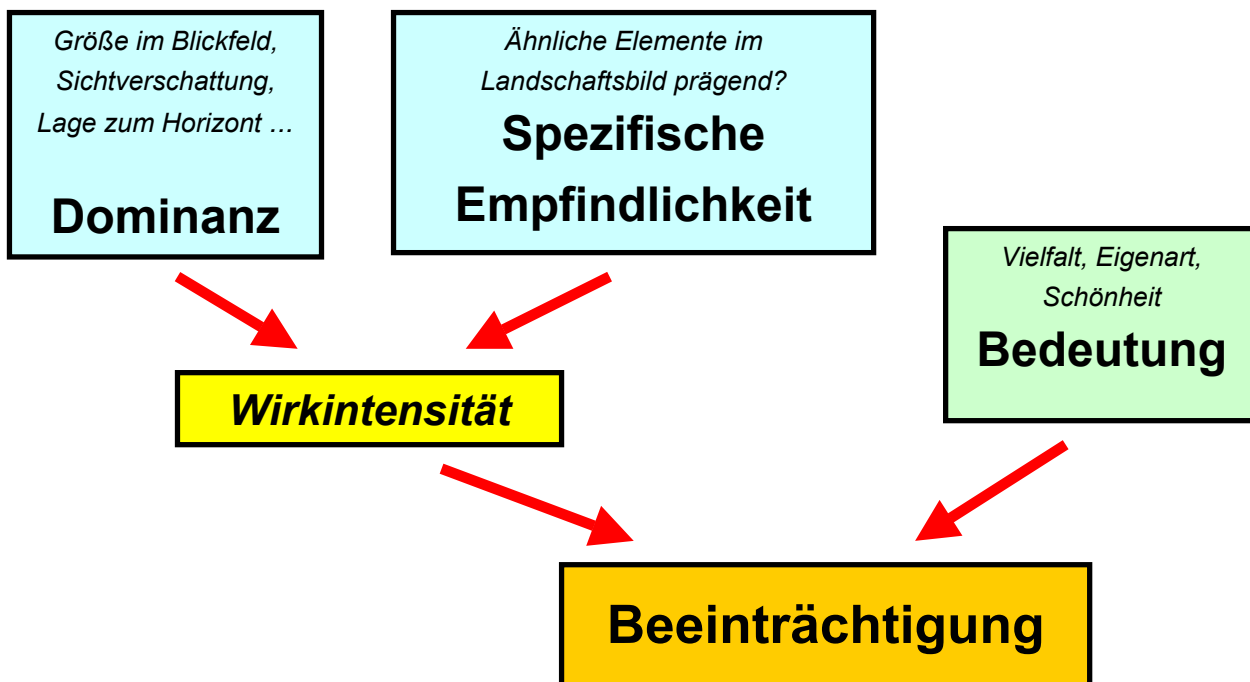 Größe im Blickfeld,
Sichtverschattung,
Lage zum Horizont …
Dominanz
Ähnliche Elemente im
Landschaftsbild prägend?
Spezifische
Empfindlichkeit
Vielfalt, Eigenart,
Schönheit
Bedeutung
Wirkintensität
Beeinträchtigung